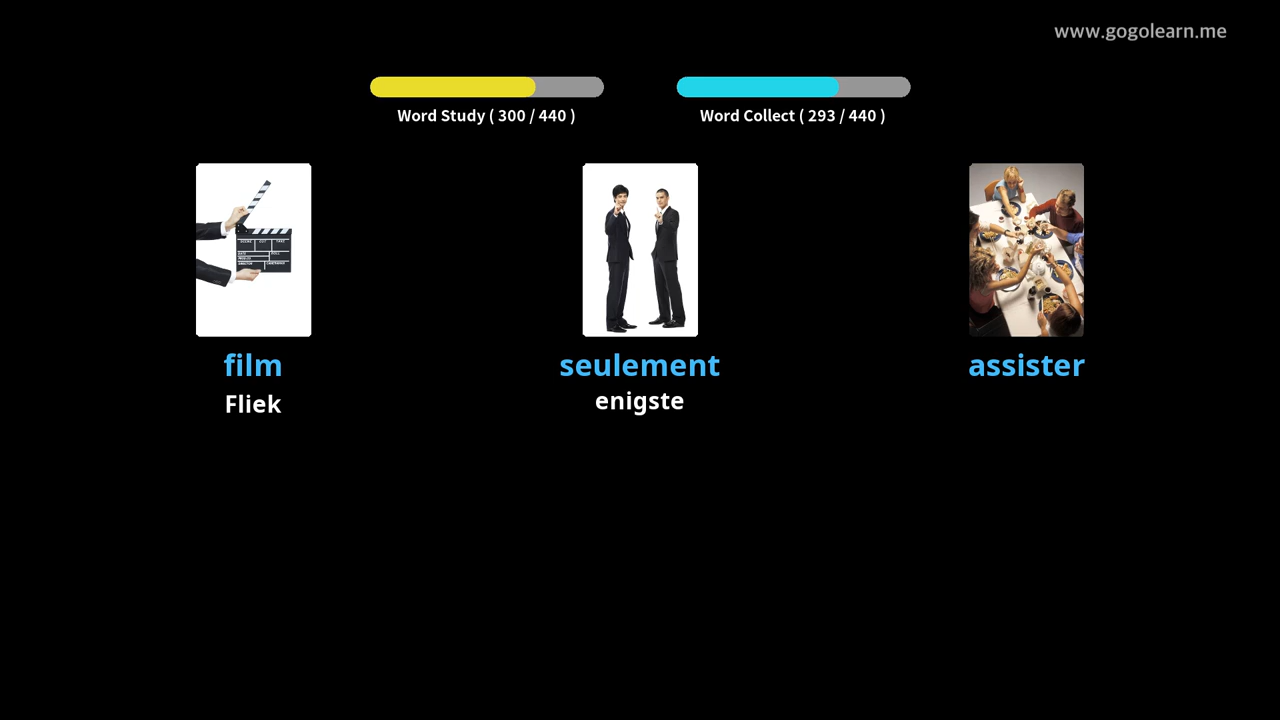 www.gogolearn.me
Word Study ( 300 / 440 )
Word Collect ( 293 / 440 )
film
seulement
assister
Fliek
enigste